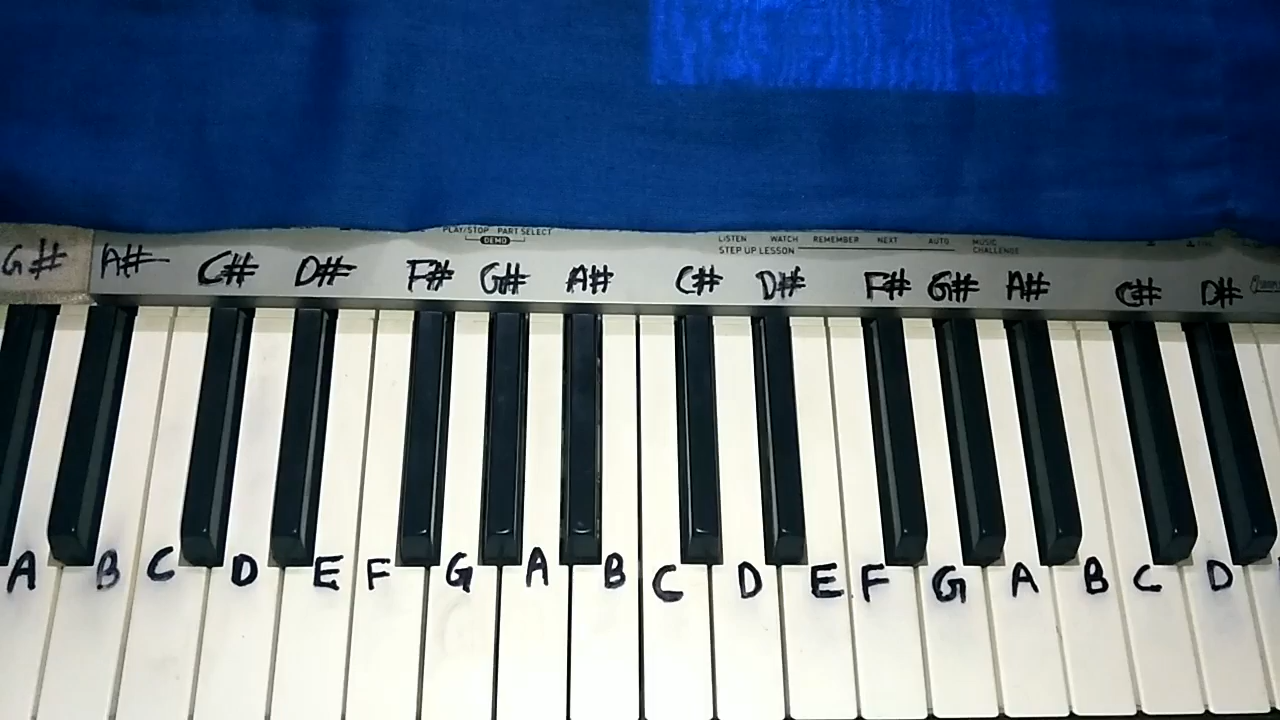 PLAY/STOP PART SELECT
DEMO
LISTEN WATCH REMEMBER NEXT AUTO MUSIC CHALLENGE
STEP UP LESSON
G# A# C# D# F# G# A# C# D# F# G# A# C# D#
A B C D E F G A B C D E F G A B C D